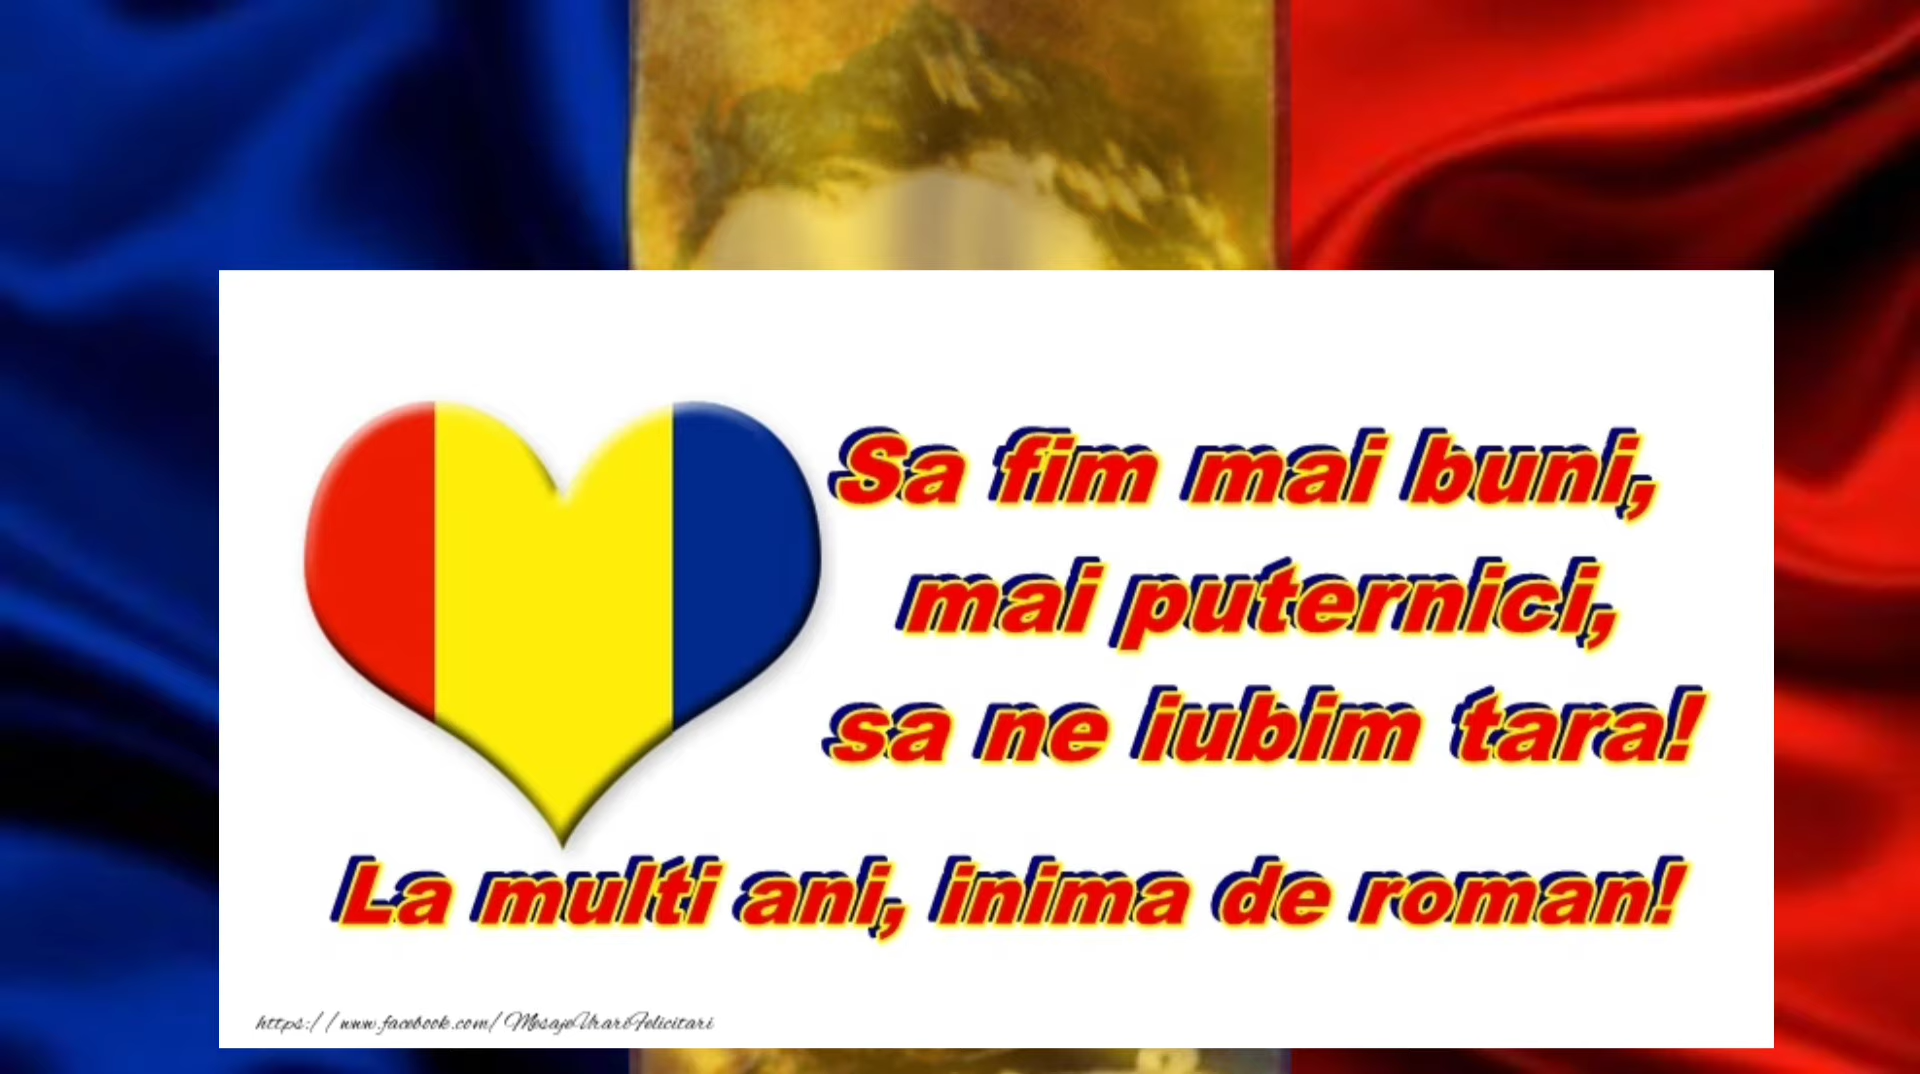 Sa fim mai buni,
mai puternici,
sa ne iubim tara!
La multi ani, inima de roman!
https://www.facebook.com/MesajeUrariFelicitari